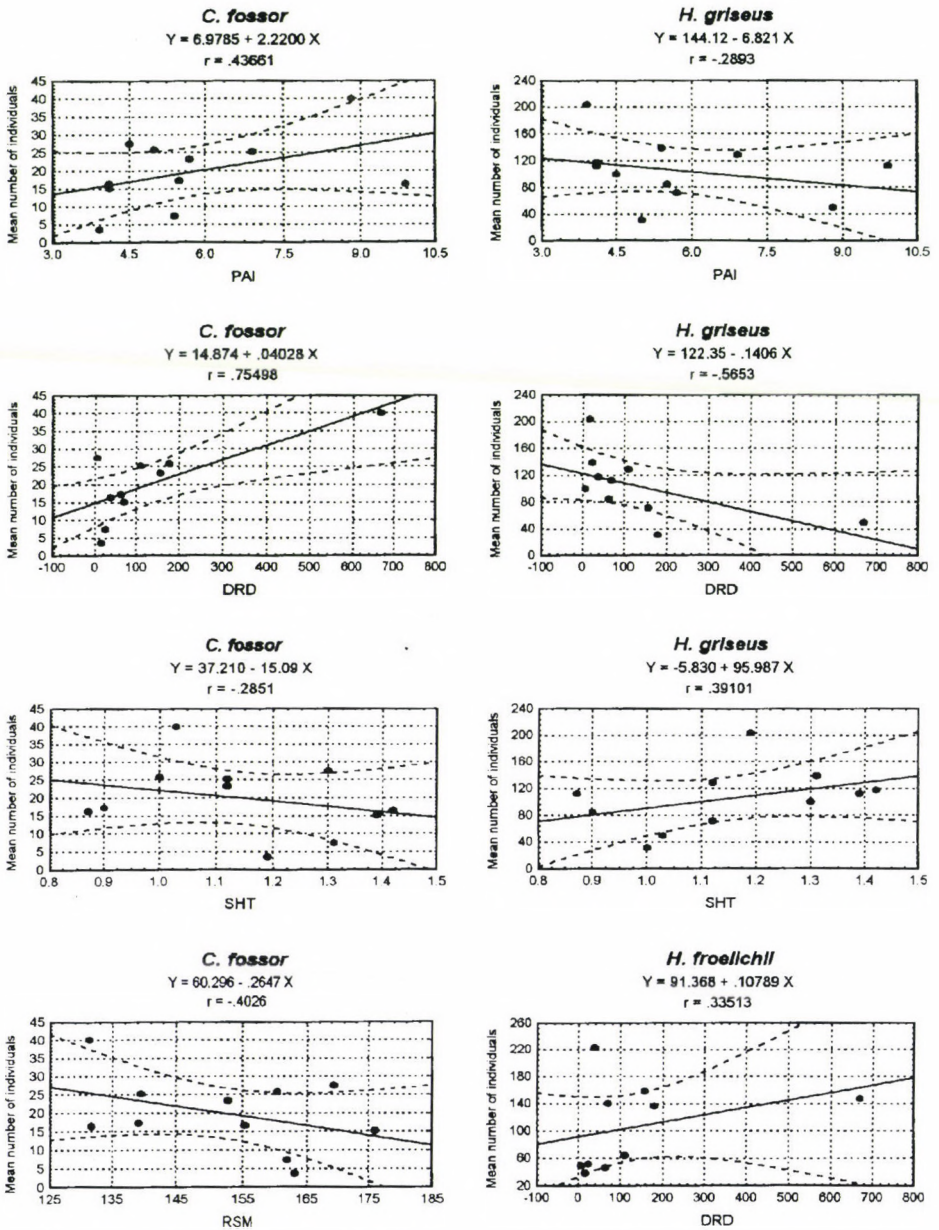 C. fossor
Y = 6.9785 + 2.2200 X
r = .43661
Mean number of individuals
45
40
35
30
25
20
15
10
5
0
3.0 4.5 6.0 7.5 9.0 10.5
PAI
H. griseus
Y = 144.12 - 6.821 X
r = -.2893
Mean number of individuals
240
200
160
120
80
40
0
3.0 4.5 6.0 7.5 9.0 10.5
PAI
C. fossor
Y = 14.874 + .04028 X
r = .75498
Mean number of individuals
45
40
35
30
25
20
15
10
5
0
-100 0 100 200 300 400 500 600 700 800
DRD
H. griseus
Y = 122.35 - .1406 X
r = -.5653
Mean number of individuals
240
200
160
120
80
40
0
-100 0 100 200 300 400 500 600 700 800
DRD
C. fossor
Y = 37.210 - 15.09 X
r = -.2851
Mean number of individuals
45
40
35
30
25
20
15
10
5
0
0.8 0.9 1.0 1.1 1.2 1.3 1.4 1.5
SHT
H. griseus
Y = -5.830 + 95.987 X
r = .39101
Mean number of individuals
240
200
160
120
80
40
0
0.8 0.9 1.0 1.1 1.2 1.3 1.4 1.5
SHT
C. fossor
Y = 60.296 - .2647 X
r = -.4026
Mean number of individuals
45
40
35
30
25
20
15
10
5
0
125 135 145 155 165 175 185
RSM
H. froelichii
Y = 91.368 + .10789 X
r = .33513
Mean number of individuals
260
220
180
140
100
60
20
-100 0 100 200 300 400 500 600 700 800
DRD